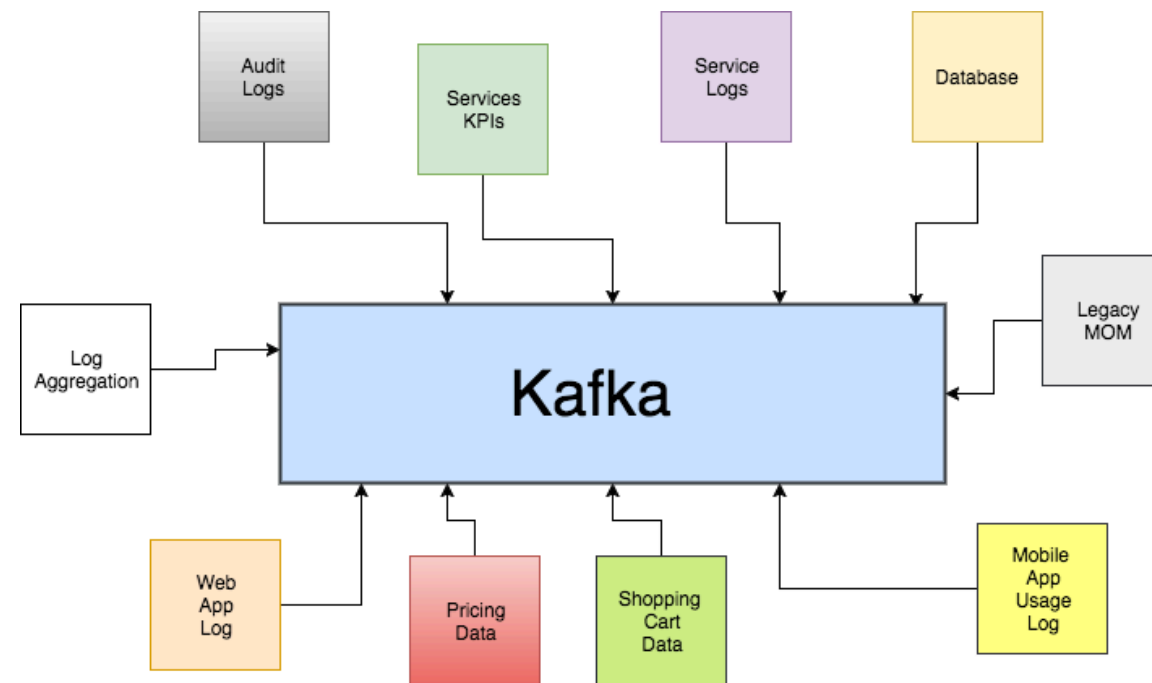 Audit
Logs
Services
KPIs
Service
Logs
Database
Log
Aggregation
Kafka
Legacy
MOM
Web
App
Log
Pricing
Data
Shopping
Cart
Data
Mobile
App
Usage
Log